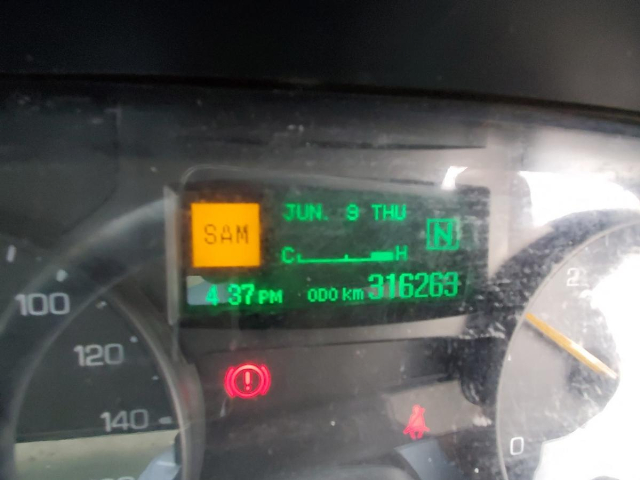 JUN. 9 THU
SAM
N
C H
4:37 PM ODO km 316263
100
120
140
2
0